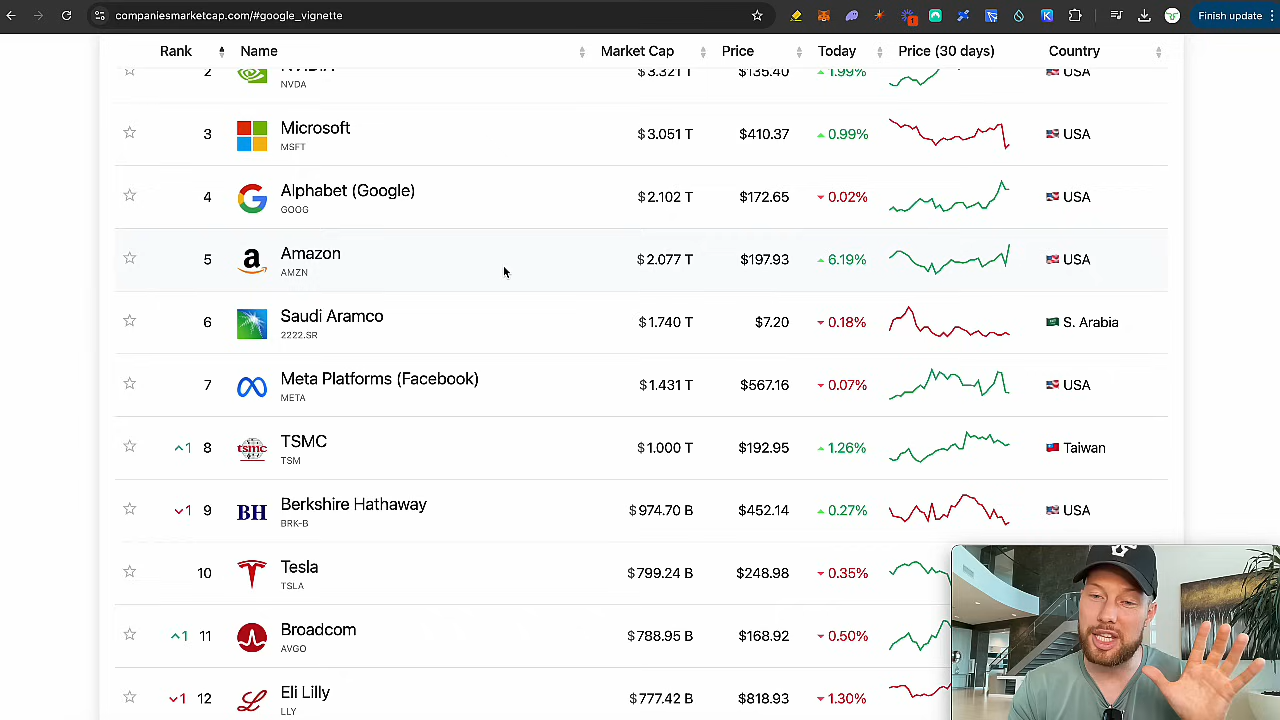 companiesmarketcap.com/#google_vignette
Finish update
Rank Name Market Cap Price Today Price (30 days) Country
2 NVIDIA $3.321 T $135.40 1.99% USA
NVDA
3 Microsoft $3.051 T $410.37 0.99% USA
MSFT
4 Alphabet (Google) $2.102 T $172.65 0.02% USA
GOOG
5 Amazon $2.077 T $197.93 6.19% USA
AMZN
6 Saudi Aramco $1.740 T $7.20 0.18% S. Arabia
2222.SR
7 Meta Platforms (Facebook) $1.431 T $567.16 0.07% USA
META
1 8 tsmc TSMC $1.000 T $192.95 1.26% Taiwan
TSM
1 9 BH Berkshire Hathaway $974.70 B $452.14 0.27% USA
BRK-B
10 Tesla $799.24 B $248.98 0.35%
TSLA
1 11 Broadcom $788.95 B $168.92 0.50%
AVGO
1 12 Eli Lilly $777.42 B $818.93 1.30%
LLY